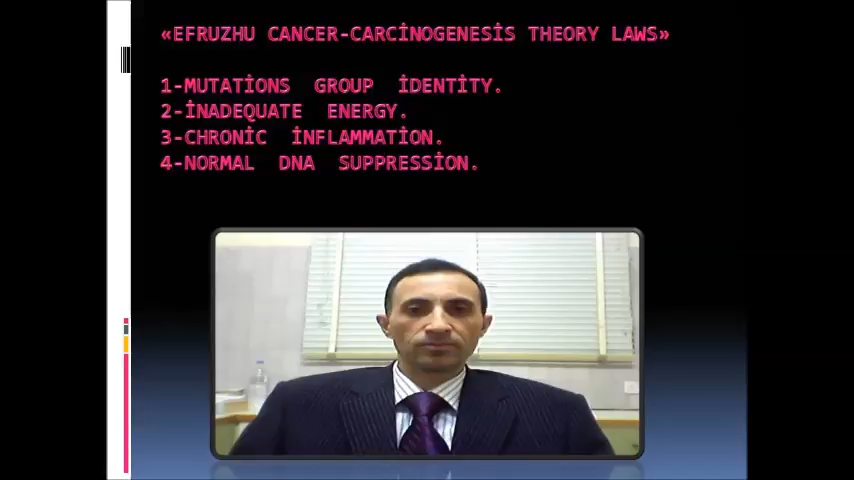 «EFRUZHU CANCER-CARCİNOGENESİS THEORY LAWS»
1-MUTATİONS GROUP İDENTİTY.
2-İNADEQUATE ENERGY.
3-CHRONİC İNFLAMMATİON.
4-NORMAL DNA SUPPRESSİON.